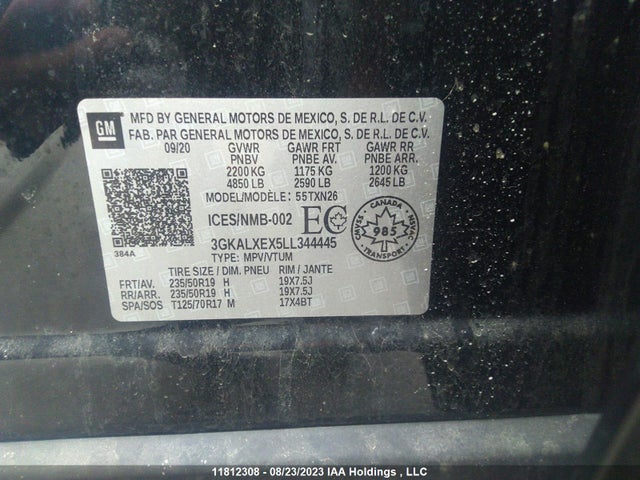 GM
MFD BY GENERAL MOTORS DE MEXICO, S. DE R.L. DE C.V.
FAB. PAR GENERAL MOTORS DE MEXICO, S. DE R.L. DE C.V.
09/20 GVWR GAWR FRT GAWR RR
PNBV PNBE AV. PNBE ARR.
2200 KG 1175 KG 1200 KG
4850 LB 2590 LB 2645 LB
MODEL/MODÈLE: 55TXN26
ICES/NMB-002 EC
CANADA
CMVSS 985 NSVAC
384A
3GKALXEX5LL344445
TYPE: MPV/VTUM
TIRE SIZE / DIM. PNEU RIM / JANTE
FRT/AV. 235/50R19 H 19X7.5J
RR/ARR. 235/50R19 H 19X7.5J
SPA/SOS T125/70R17 M 17X4BT
11812308 - 08/23/2023 IAA Holdings , LLC